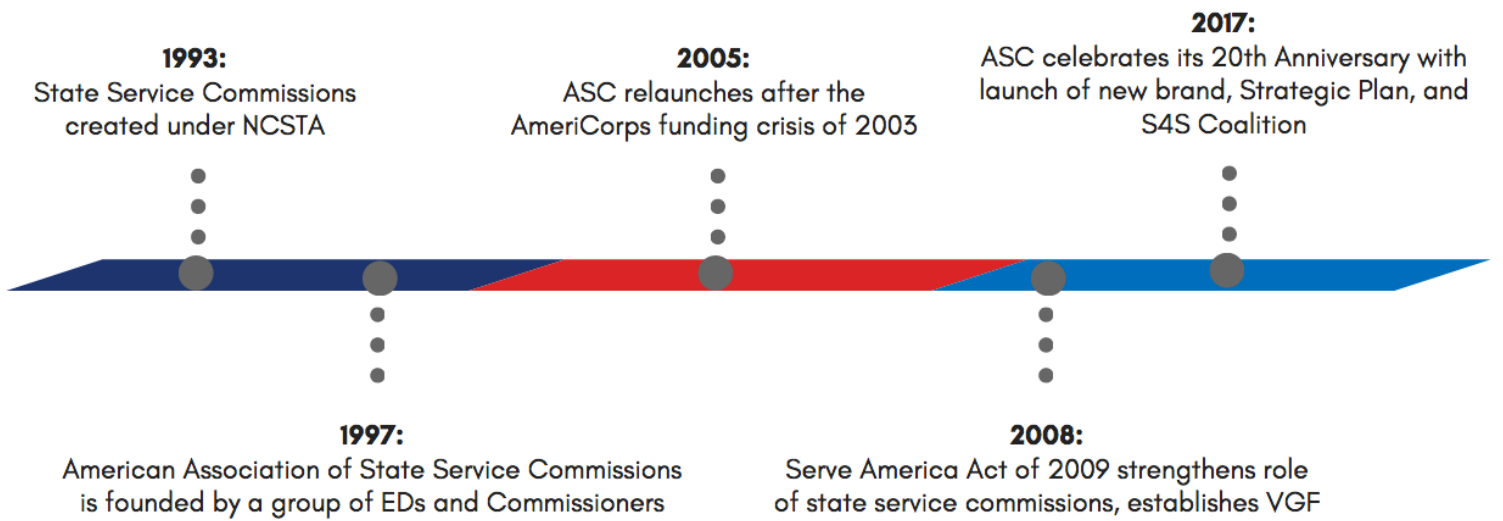 1993:
State Service Commissions
created under NCSTA
2005:
ASC relaunches after the
AmeriCorps funding crisis of 2003
2017:
ASC celebrates its 20th Anniversary with
launch of new brand, Strategic Plan, and
S4S Coalition
1997:
American Association of State Service Commissions
is founded by a group of EDs and Commissioners
2008:
Serve America Act of 2009 strengthens role
of state service commissions, establishes VGF